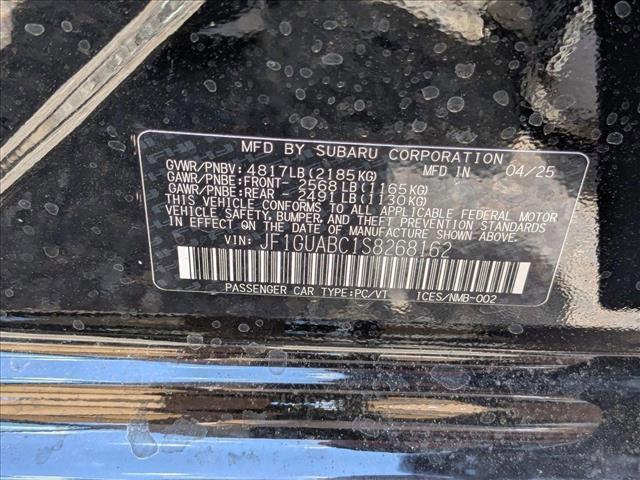 MFD BY SUBARU CORPORATION
GVWR/PNBV: 4817LB(2185KG) MFD IN 04/25
GAWR/PNBE:FRONT- 2568LB(1165KG)
GAWR/PNBE:REAR - 2491LB(1130KG)
THIS VEHICLE CONFORMS TO ALL APPLICABLE FEDERAL MOTOR
VEHICLE SAFETY, BUMPER, AND THEFT PREVENTION STANDARDS
IN EFFECT ON THE DATE OF MANUFACTURE SHOWN ABOVE.
VIN: JF1GUABC1S8268162
PASSENGER CAR TYPE:PC/VT ICES/NMB-002